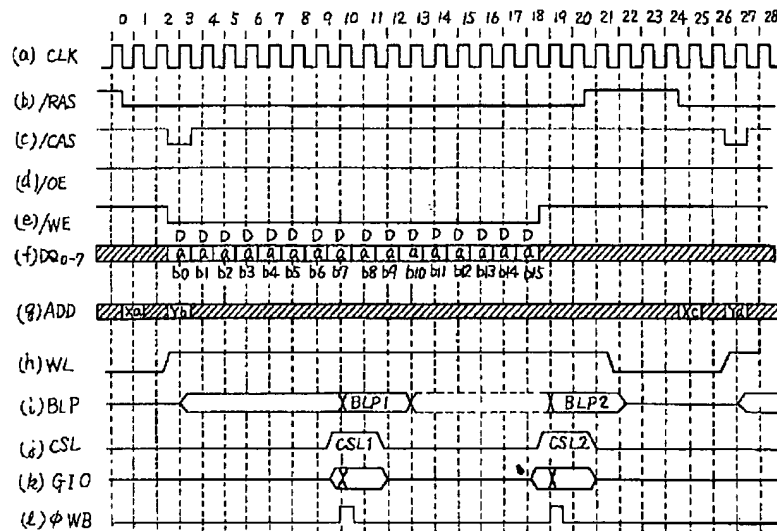 0 1 2 3 4 5 6 7 8 9 10 11 12 13 14 15 16 17 18 19 20 21 22 23 24 25 26 27 28
(a) CLK
(b)/RAS
(c)/CAS
(d)/OE
(e)/WE
D D D D D D D D D D D D D D D D
(f)DQ0-7 a a a a a a a a a a a a a a a a
b0 b1 b2 b3 b4 b5 b6 b7 b8 b9 b10 b11 b12 b13 b14 b15
(g)ADD Xa Yb Xc Yd
(h)WL
(i)BLP BLP1 BLP2
(j)CSL CSL1 CSL2
(k)GIO
(l)ΦWB